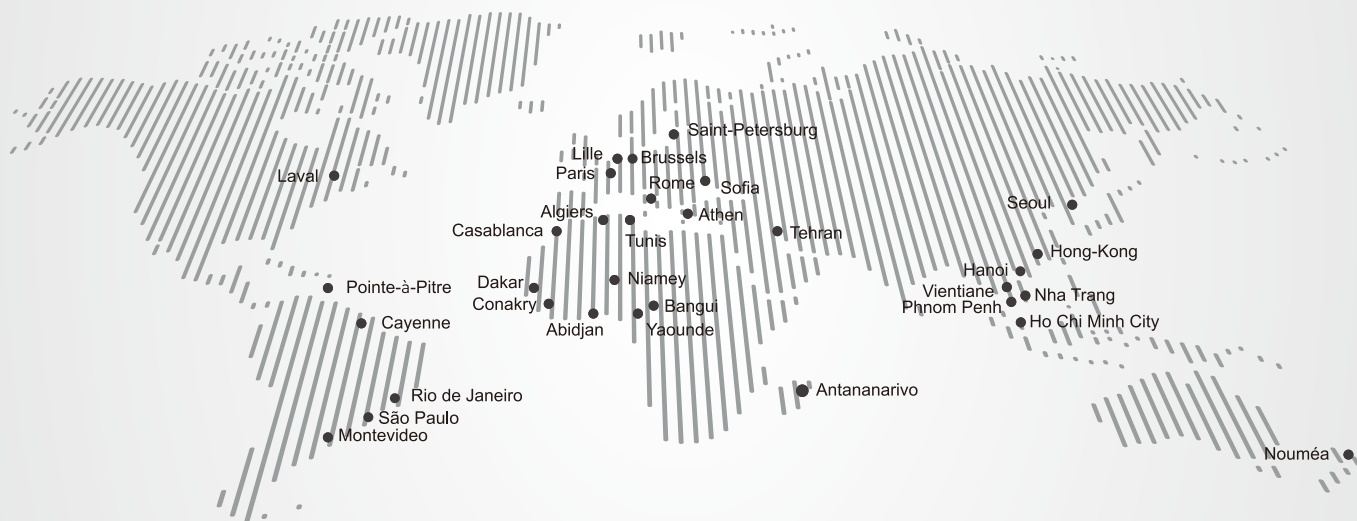 Saint-Petersburg
Lille
Brussels
Paris
Laval
Rome
Sofia
Seoul
Algiers
Athen
Casablanca
Tunis
Tehran
Hong-Kong
Hanoi
Niamey
Dakar
Pointe-à-Pitre
Vientiane
Nha Trang
Conakry
Bangui
Phnom Penh
Cayenne
Abidjan
Yaounde
Ho Chi Minh City
Antananarivo
Rio de Janeiro
São Paulo
Montevideo
Nouméa